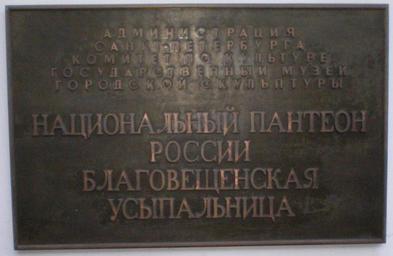 АДМИНИСТРАЦИЯ
САНКТ-ПЕТЕРБУРГА
КОМИТЕТ ПО КУЛЬТУРЕ
ГОСУДАРСТВЕННЫЙ МУЗЕЙ
ГОРОДСКОЙ СКУЛЬПТУРЫ
НАЦИОНАЛЬНЫЙ ПАНТЕОН
РОССИИ
БЛАГОВЕЩЕНСКАЯ
УСЫПАЛЬНИЦА